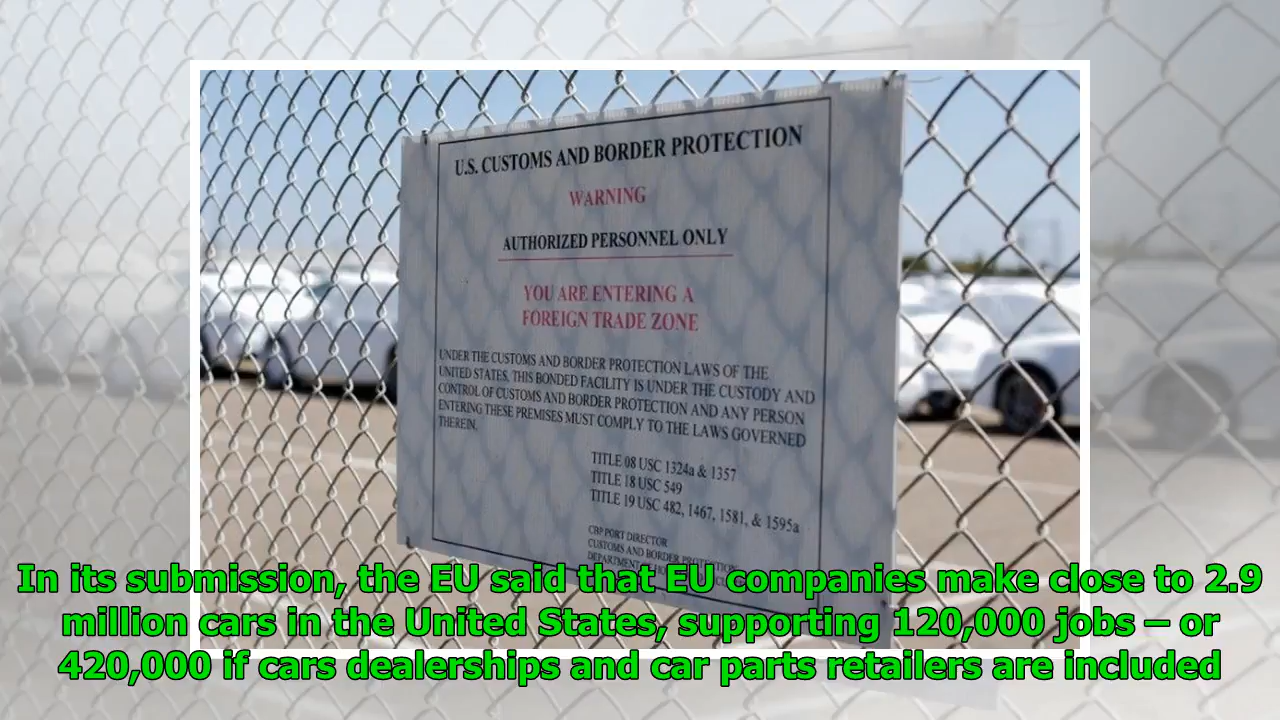 U.S. CUSTOMS AND BORDER PROTECTION
WARNING
AUTHORIZED PERSONNEL ONLY
YOU ARE ENTERING A
FOREIGN TRADE ZONE
UNDER THE CUSTOMS AND BORDER PROTECTION LAWS OF THE
UNITED STATES, THIS BONDED FACILITY IS UNDER THE CUSTODY AND
CONTROL OF CUSTOMS AND BORDER PROTECTION AND ANY PERSON
ENTERING THESE PREMISES MUST COMPLY TO THE LAWS GOVERNED
THEREIN.
TITLE 08 USC 1324a & 1357
TITLE 18 USC 549
TITLE 19 USC 482, 1467, 1581, & 1595a
CBP PORT DIRECTOR
CUSTOMS AND BORDER PROTECTION
In its submission, the EU said that EU companies make close to 2.9
million cars in the United States, supporting 120,000 jobs – or
420,000 if cars dealerships and car parts retailers are included